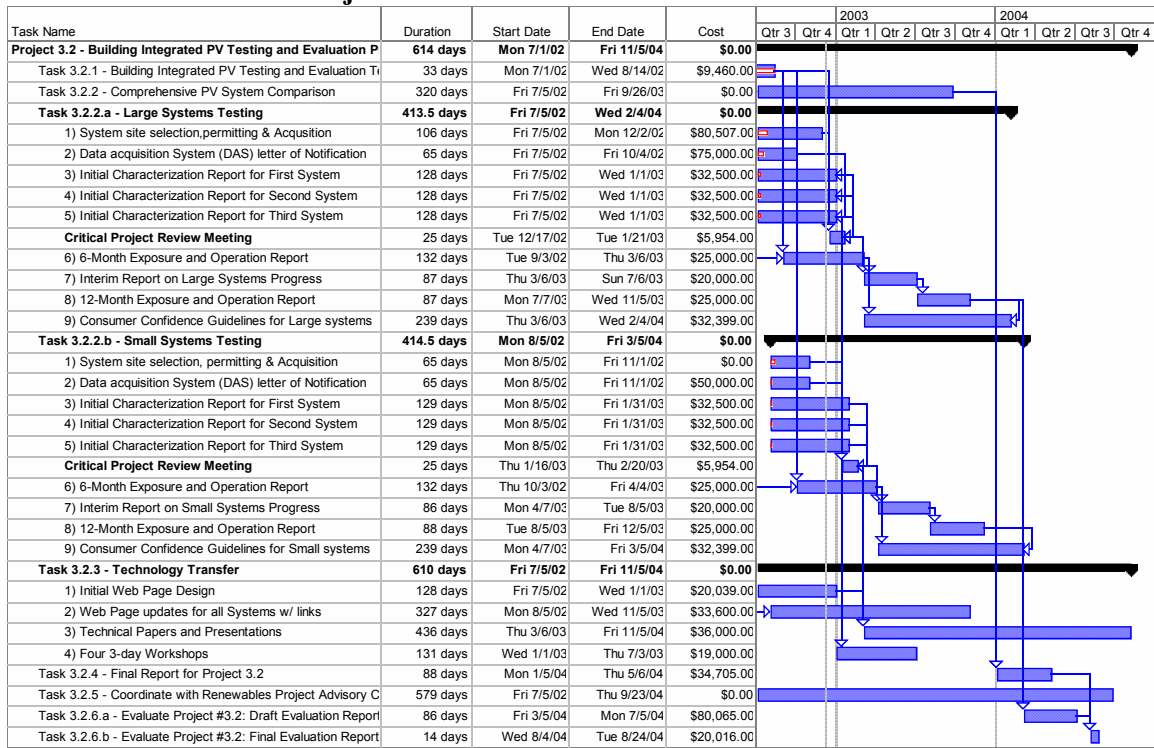 2003 2004
Task Name Duration Start Date End Date Cost Qtr 3 Qtr 4 Qtr 1 Qtr 2 Qtr 3 Qtr 4 Qtr 1 Qtr 2 Qtr 3 Qtr 4
Project 3.2 - Building Integrated PV Testing and Evaluation P 614 days Mon 7/1/02 Fri 11/5/04 $0.00
Task 3.2.1 - Building Integrated PV Testing and Evaluation Te 33 days Mon 7/1/02 Wed 8/14/02 $9,460.00
Task 3.2.2 - Comprehensive PV System Comparison 320 days Fri 7/5/02 Fri 9/26/03 $0.00
Task 3.2.2.a - Large Systems Testing 413.5 days Fri 7/5/02 Wed 2/4/04 $0.00
1) System site selection,permitting & Acqusition 106 days Fri 7/5/02 Mon 12/2/02 $80,507.00
2) Data acquisition System (DAS) letter of Notification 65 days Fri 7/5/02 Fri 10/4/02 $75,000.00
3) Initial Characterization Report for First System 128 days Fri 7/5/02 Wed 1/1/03 $32,500.00
4) Initial Characterization Report for Second System 128 days Fri 7/5/02 Wed 1/1/03 $32,500.00
5) Initial Characterization Report for Third System 128 days Fri 7/5/02 Wed 1/1/03 $32,500.00
Critical Project Review Meeting 25 days Tue 12/17/02 Tue 1/21/03 $5,954.00
6) 6-Month Exposure and Operation Report 132 days Tue 9/3/02 Thu 3/6/03 $25,000.00
7) Interim Report on Large Systems Progress 87 days Thu 3/6/03 Sun 7/6/03 $20,000.00
8) 12-Month Exposure and Operation Report 87 days Mon 7/7/03 Wed 11/5/03 $25,000.00
9) Consumer Confidence Guidelines for Large systems 239 days Thu 3/6/03 Wed 2/4/04 $32,399.00
Task 3.2.2.b - Small Systems Testing 414.5 days Mon 8/5/02 Fri 3/5/04 $0.00
1) System site selection, permitting & Acquisition 65 days Mon 8/5/02 Fri 11/1/02 $0.00
2) Data acquisition System (DAS) letter of Notification 65 days Mon 8/5/02 Fri 11/1/02 $50,000.00
3) Initial Characterization Report for First System 129 days Mon 8/5/02 Fri 1/31/03 $32,500.00
4) Initial Characterization Report for Second System 129 days Mon 8/5/02 Fri 1/31/03 $32,500.00
5) Initial Characterization Report for Third System 129 days Mon 8/5/02 Fri 1/31/03 $32,500.00
Critical Project Review Meeting 25 days Thu 1/16/03 Thu 2/20/03 $5,954.00
6) 6-Month Exposure and Operation Report 132 days Thu 10/3/02 Fri 4/4/03 $25,000.00
7) Interim Report on Small Systems Progress 86 days Mon 4/7/03 Tue 8/5/03 $20,000.00
8) 12-Month Exposure and Operation Report 88 days Tue 8/5/03 Fri 12/5/03 $25,000.00
9) Consumer Confidence Guidelines for Small systems 239 days Mon 4/7/03 Fri 3/5/04 $32,399.00
Task 3.2.3 - Technology Transfer 610 days Fri 7/5/02 Fri 11/5/04 $0.00
1) Initial Web Page Design 128 days Fri 7/5/02 Wed 1/1/03 $20,039.00
2) Web Page updates for all Systems w/ links 327 days Mon 8/5/02 Wed 11/5/03 $33,600.00
3) Technical Papers and Presentations 436 days Thu 3/6/03 Fri 11/5/04 $36,000.00
4) Four 3-day Workshops 131 days Wed 1/1/03 Thu 7/3/03 $19,000.00
Task 3.2.4 - Final Report for Project 3.2 88 days Mon 1/5/04 Thu 5/6/04 $34,705.00
Task 3.2.5 - Coordinate with Renewables Project Advisory C 579 days Fri 7/5/02 Thu 9/23/04 $0.00
Task 3.2.6.a - Evaluate Project #3.2: Draft Evaluation Report 86 days Fri 3/5/04 Mon 7/5/04 $80,065.00
Task 3.2.6.b - Evaluate Project #3.2: Final Evaluation Report 14 days Wed 8/4/04 Tue 8/24/04 $20,016.00